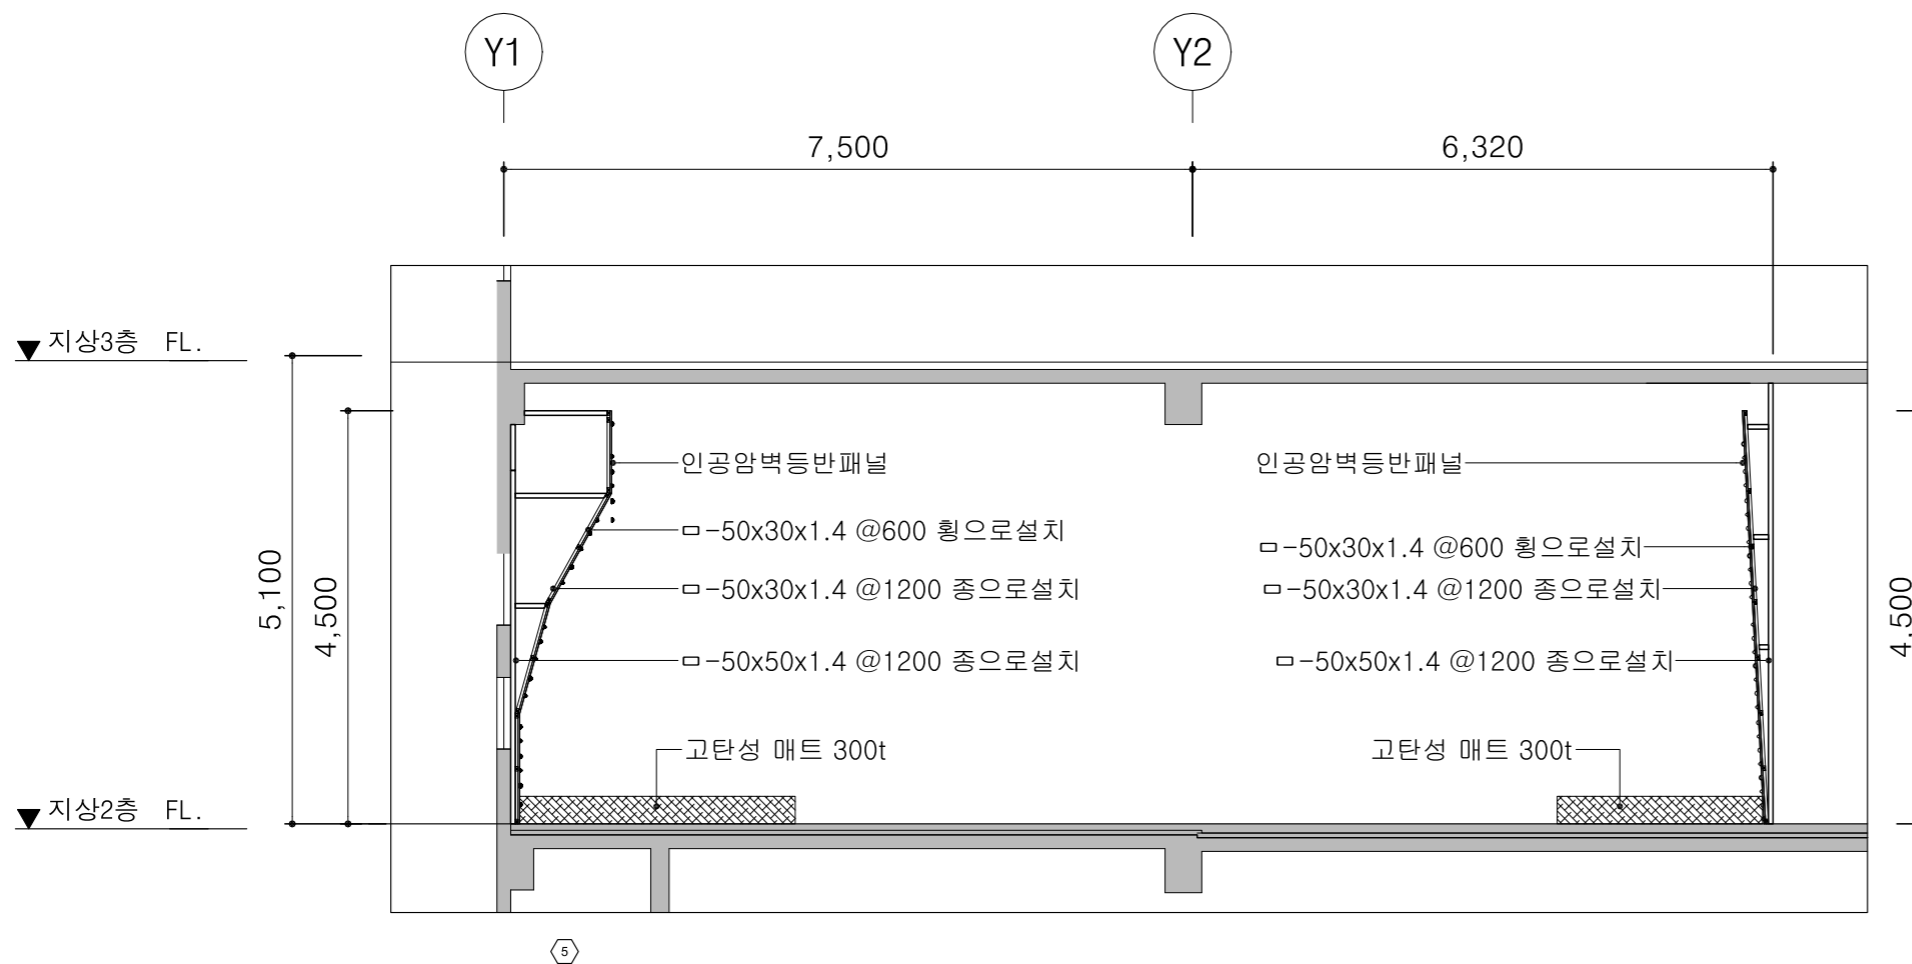 Y1
Y2
7,500
6,320
지상3층 FL.
인공암벽등반패널
인공암벽등반패널
ㅁ-50x30x1.4 @600 횡으로설치
ㅁ-50x30x1.4 @600 횡으로설치
5,100
4,500
4,500
ㅁ-50x30x1.4 @1200 종으로설치
ㅁ-50x30x1.4 @1200 종으로설치
ㅁ-50x50x1.4 @1200 종으로설치
ㅁ-50x50x1.4 @1200 종으로설치
고탄성 매트 300t
고탄성 매트 300t
지상2층 FL.
5